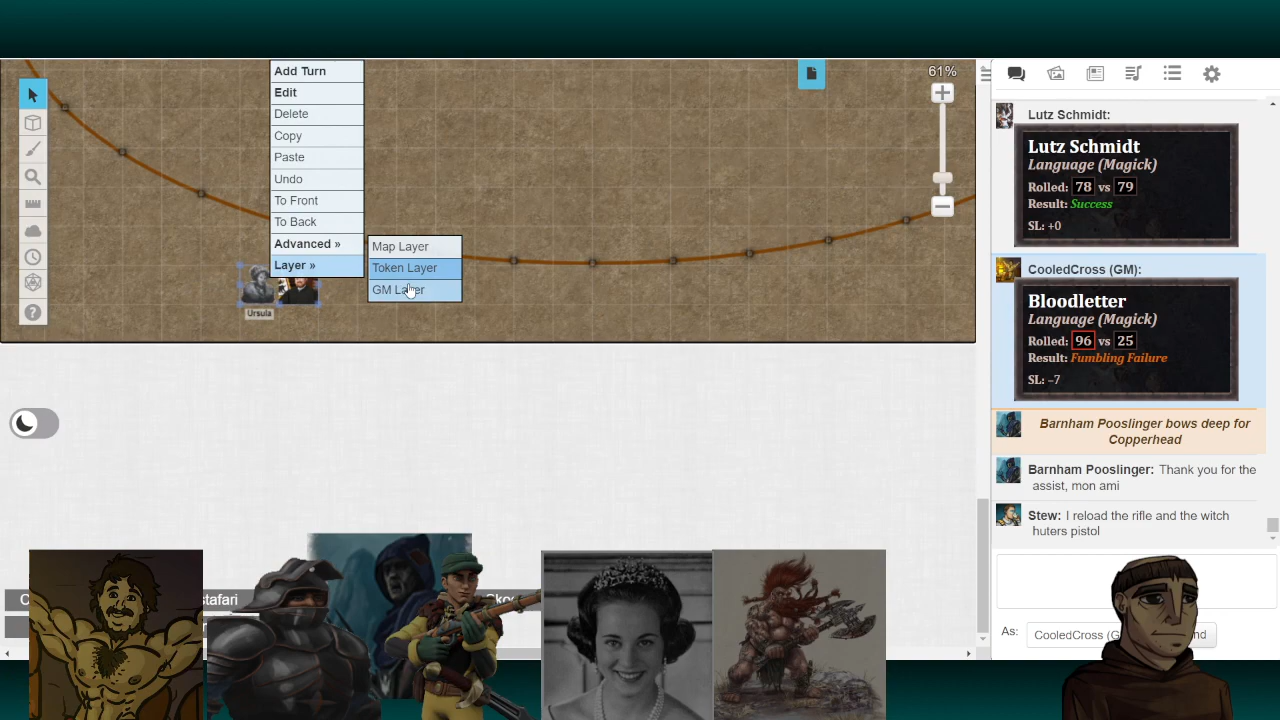 Add Turn
Edit
Delete
Copy
Paste
Undo
To Front
To Back
Advanced »
Layer »
Map Layer
Token Layer
GM Layer
Ursula
61%
Lutz Schmidt:
Lutz Schmidt
Language (Magick)
Rolled: 78 vs 79
Result: Success
SL: +0
CooledCross (GM):
Bloodletter
Language (Magick)
Rolled: 96 vs 25
Result: Fumbling Failure
SL: −7
Barnham Pooslinger bows deep for
Copperhead
Barnham Pooslinger: Thank you for the
assist, mon ami
Stew: I reload the rifle and the witch
huters pistol
As:
CooledCross (G
nd
stafari